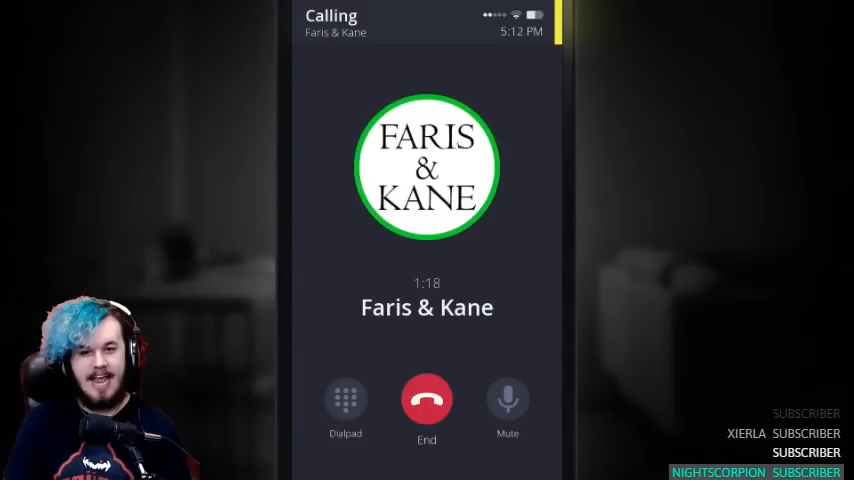 Calling
Faris & Kane
5:12 PM
FARIS
&
KANE
1:18
Faris & Kane
Dialpad
End
Mute
SUBSCRIBER
XIERLA SUBSCRIBER
SUBSCRIBER
NIGHTSCORPION SUBSCRIBER